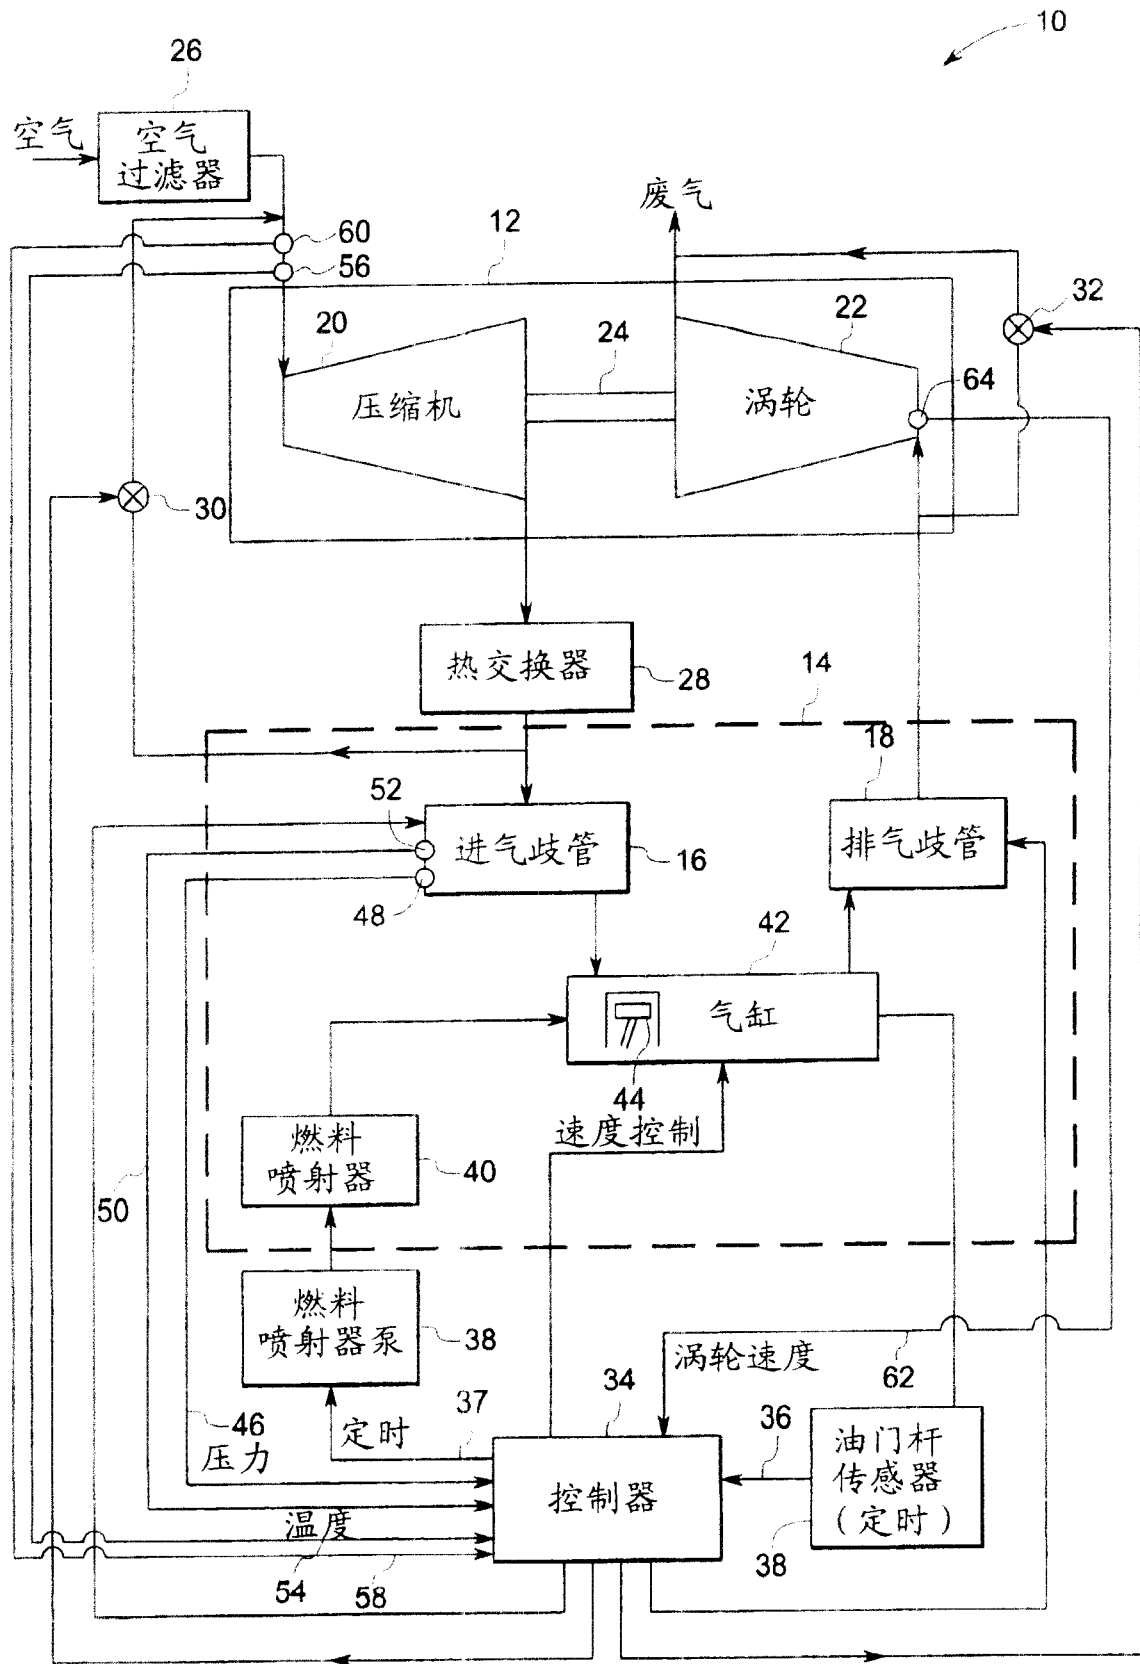 10
26
空气
空气
过滤器
60
56
12
废气
32
20
24
22
64
压缩机
涡轮
30
热交换器
28
14
18
52
进气歧管
16
48
排气歧管
42
气缸
44
速度控制
燃料
喷射器
40
50
燃料
喷射器泵
38
涡轮速度
62
37
34
46
定时
36
压力
控制器
油门杆
传感器
(定时)
38
温度
54
58